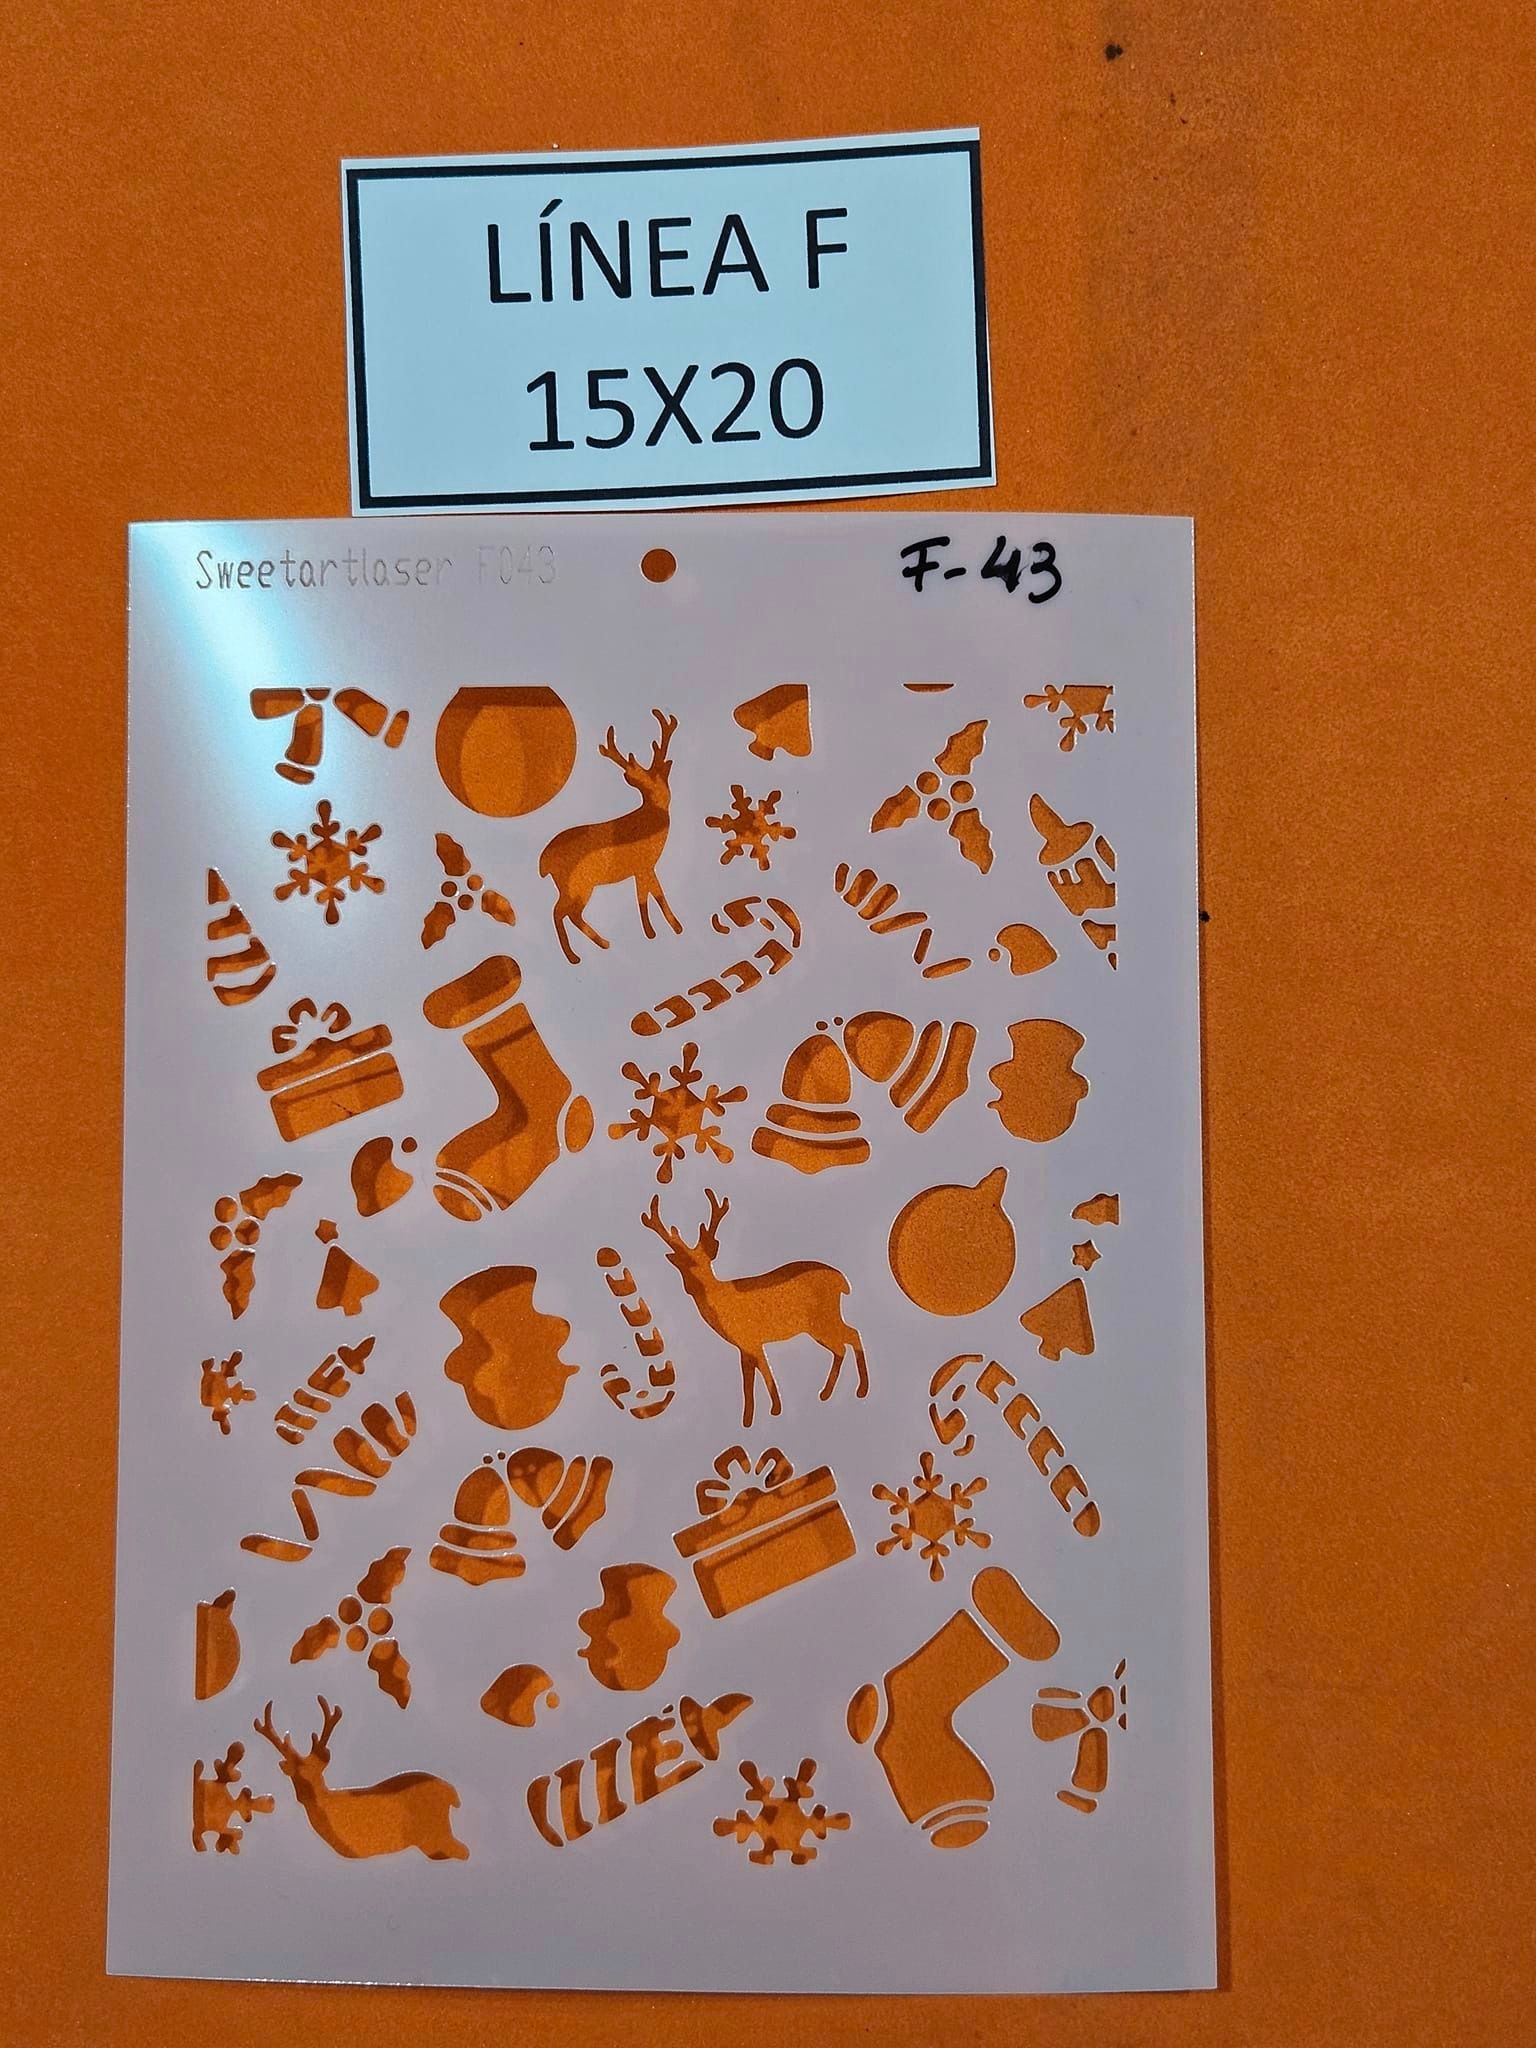 LÍNEA F
15X20
Sweetartlaser F043
F-43